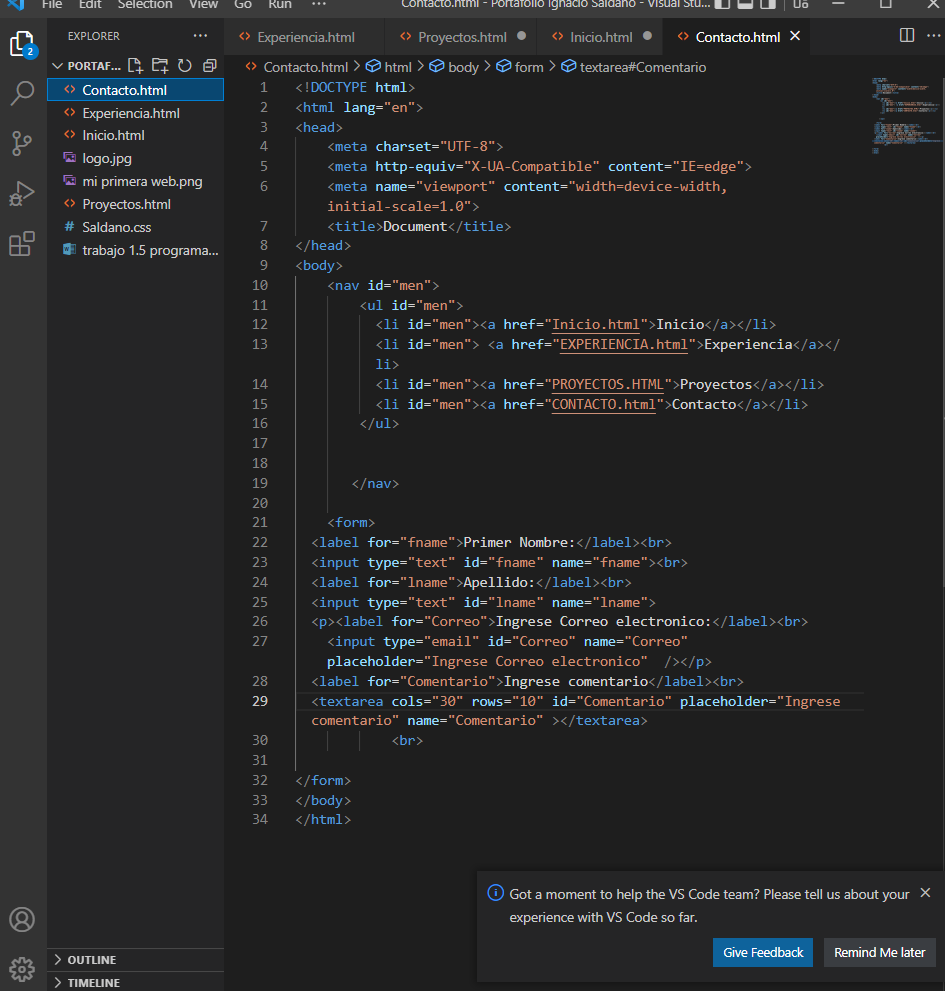 File Edit Selection View Go Run ··· Contacto.html - Portafolio Ignacio Saldano - Visual Stu...
EXPLORER ···
PORTAF...
Contacto.html
Experiencia.html
Inicio.html
logo.jpg
mi primera web.png
Proyectos.html
# Saldano.css
trabajo 1.5 programa...
OUTLINE
TIMELINE
2
Experiencia.html Proyectos.html Inicio.html Contacto.html
Contacto.html > html > body > form > textarea#Comentario
1 <!DOCTYPE html>
2 <html lang="en">
3 <head>
4 <meta charset="UTF-8">
5 <meta http-equiv="X-UA-Compatible" content="IE=edge">
6 <meta name="viewport" content="width=device-width,
initial-scale=1.0">
7 <title>Document</title>
8 </head>
9 <body>
10 <nav id="men">
11 <ul id="men">
12 <li id="men"><a href="Inicio.html">Inicio</a></li>
13 <li id="men"> <a href="EXPERIENCIA.html">Experiencia</a></
li>
14 <li id="men"><a href="PROYECTOS.HTML">Proyectos</a></li>
15 <li id="men"><a href="CONTACTO.html">Contacto</a></li>
16 </ul>
17
18
19 </nav>
20
21 <form>
22 <label for="fname">Primer Nombre:</label><br>
23 <input type="text" id="fname" name="fname"><br>
24 <label for="lname">Apellido:</label><br>
25 <input type="text" id="lname" name="lname">
26 <p><label for="Correo">Ingrese Correo electronico:</label><br>
27 <input type="email" id="Correo" name="Correo"
placeholder="Ingrese Correo electronico" /></p>
28 <label for="Comentario">Ingrese comentario</label><br>
29 <textarea cols="30" rows="10" id="Comentario" placeholder="Ingrese
comentario" name="Comentario" ></textarea>
30 <br>
31
32 </form>
33 </body>
34 </html>
Got a moment to help the VS Code team? Please tell us about your
experience with VS Code so far.
Give Feedback Remind Me later